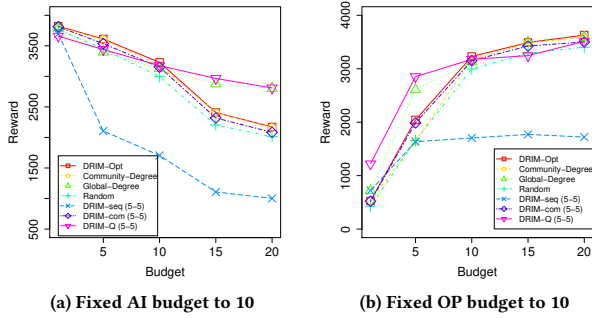 3500
2500
1500
500
Reward
DRIM-Opt
Community-Degree
Global-Degree
Random
DRIM-seq (5-5)
DRIM-com (5-5)
DRIM-Q (5-5)
5 10 15 20
Budget
(a) Fixed AI budget to 10
4000
3000
2000
1000
0
Reward
DRIM-Opt
Community-Degree
Global-Degree
Random
DRIM-seq (5-5)
DRIM-com (5-5)
DRIM-Q (5-5)
5 10 15 20
Budget
(b) Fixed OP budget to 10